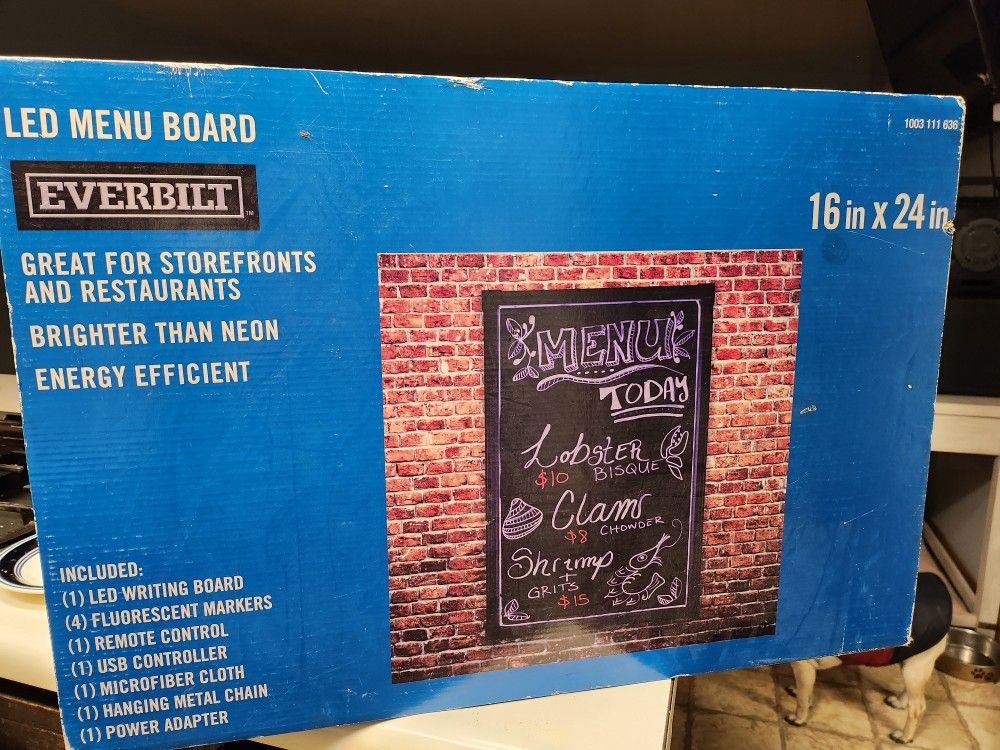 LED MENU BOARD
1003 111 636
EVERBILT™
16 in x 24 in
GREAT FOR STOREFRONTS
AND RESTAURANTS
BRIGHTER THAN NEON
ENERGY EFFICIENT
MENU
TODAY
Lobster
$10 BISQUE
Clam
$8 CHOWDER
Shrimp
+
GRITS
$15
INCLUDED:
(1) LED WRITING BOARD
(4) FLUORESCENT MARKERS
(1) REMOTE CONTROL
(1) USB CONTROLLER
(1) MICROFIBER CLOTH
(1) HANGING METAL CHAIN
(1) POWER ADAPTER